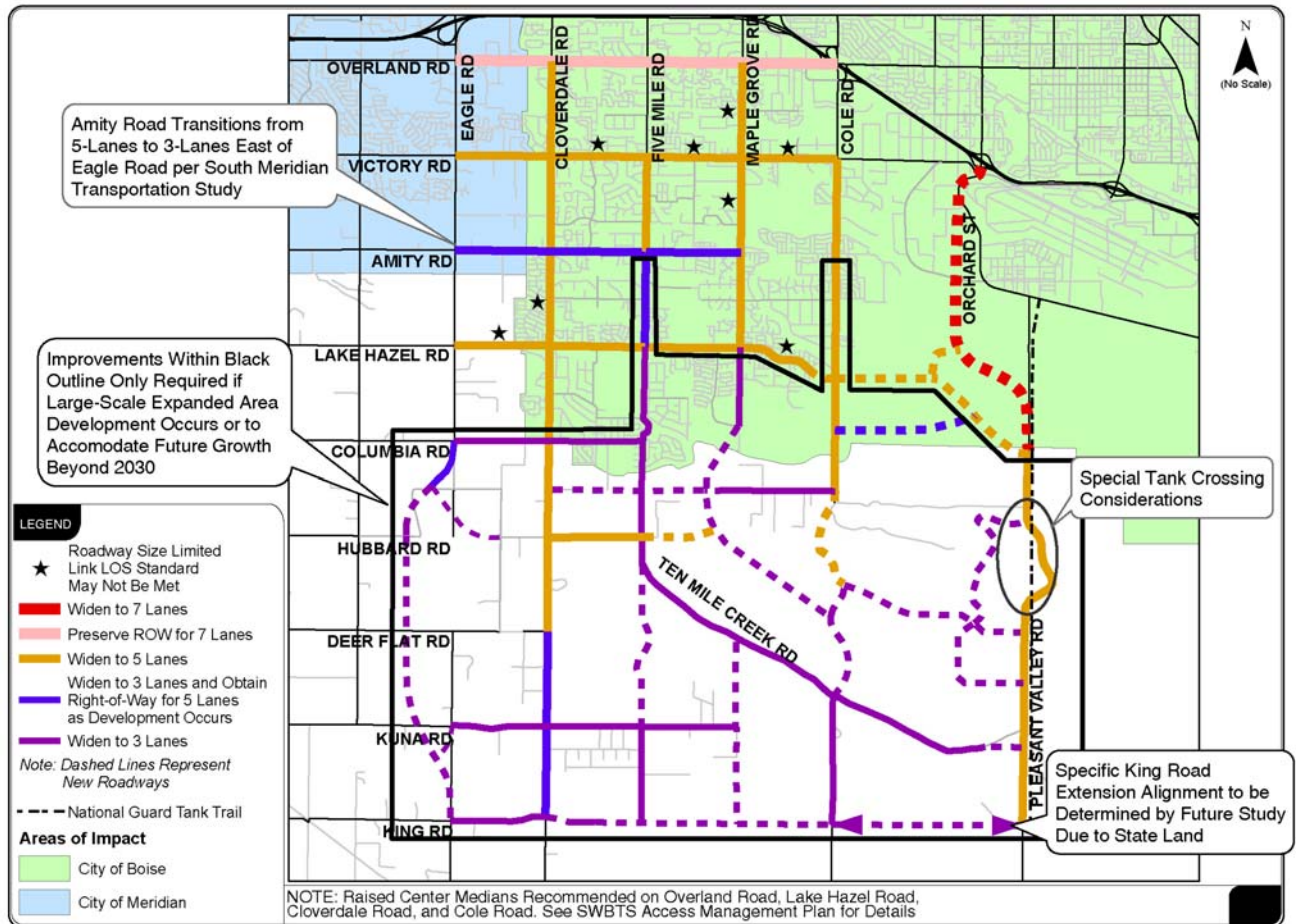 N
(No Scale)
OVERLAND RD
EAGLE RD
CLOVERDALE RD
FIVE MILE RD
MAPLE GROVE RD
COLE RD
Amity Road Transitions from
5-Lanes to 3-Lanes East of
Eagle Road per South Meridian
Transportation Study
VICTORY RD
AMITY RD
ORCHARD ST
LAKE HAZEL RD
Improvements Within Black
Outline Only Required if
Large-Scale Expanded Area
Development Occurs or to
Accomodate Future Growth
Beyond 2030
COLUMBIA RD
Special Tank Crossing
Considerations
HUBBARD RD
TEN MILE CREEK RD
DEER FLAT RD
PLEASANT VALLEY RD
KUNA RD
KING RD
Specific King Road
Extension Alignment to be
Determined by Future Study
Due to State Land
LEGEND
Roadway Size Limited
Link LOS Standard
May Not Be Met
Widen to 7 Lanes
Preserve ROW for 7 Lanes
Widen to 5 Lanes
Widen to 3 Lanes and Obtain
Right-of-Way for 5 Lanes
as Development Occurs
Widen to 3 Lanes
Note: Dashed Lines Represent
New Roadways
National Guard Tank Trail
Areas of Impact
City of Boise
City of Meridian
NOTE: Raised Center Medians Recommended on Overland Road, Lake Hazel Road,
Cloverdale Road, and Cole Road. See SWBTS Access Management Plan for Details